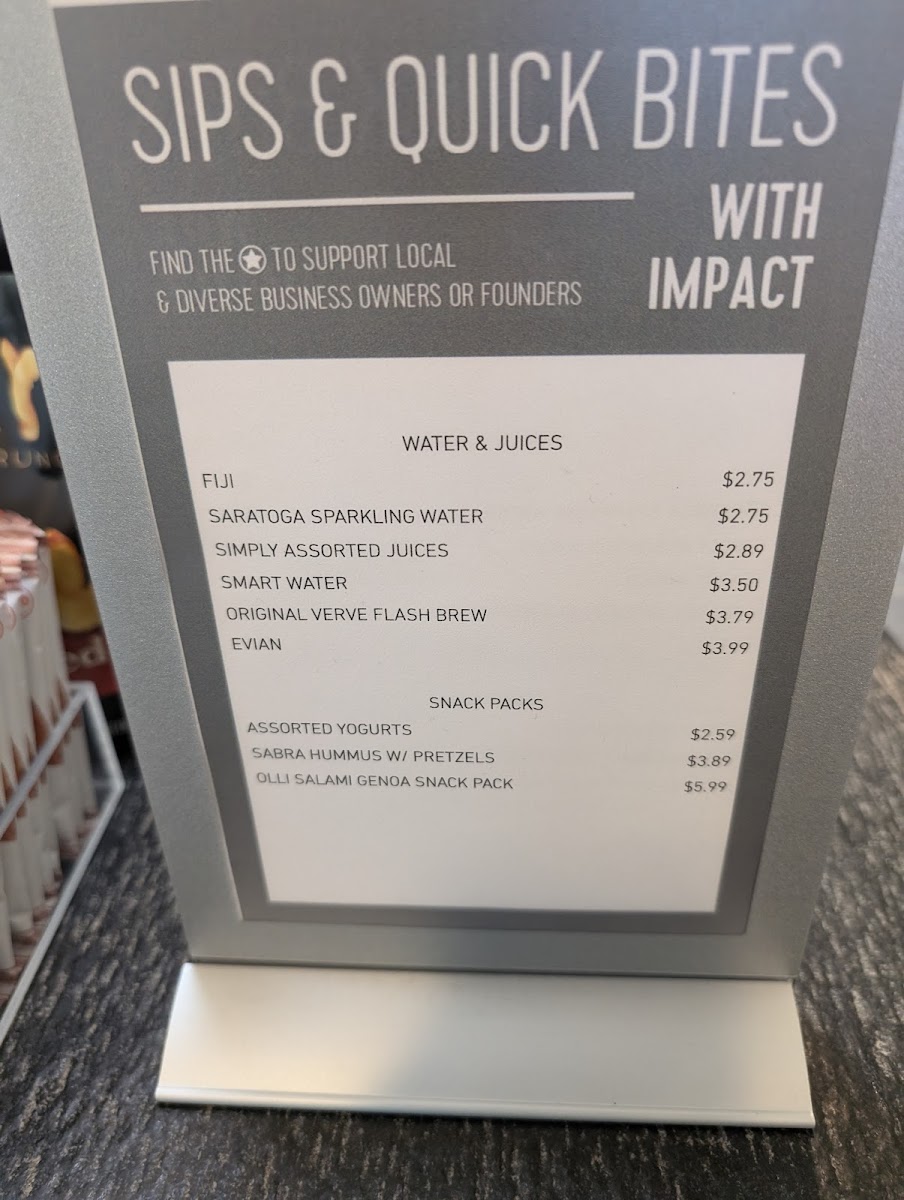 SIPS & QUICK BITES
WITH
IMPACT
FIND THE ★ TO SUPPORT LOCAL
& DIVERSE BUSINESS OWNERS OR FOUNDERS
WATER & JUICES
FIJI $2.75
SARATOGA SPARKLING WATER $2.75
SIMPLY ASSORTED JUICES $2.89
SMART WATER $3.50
ORIGINAL VERVE FLASH BREW $3.79
EVIAN $3.99
SNACK PACKS
ASSORTED YOGURTS $2.59
SABRA HUMMUS W/ PRETZELS $3.89
OLLI SALAMI GENOA SNACK PACK $5.99